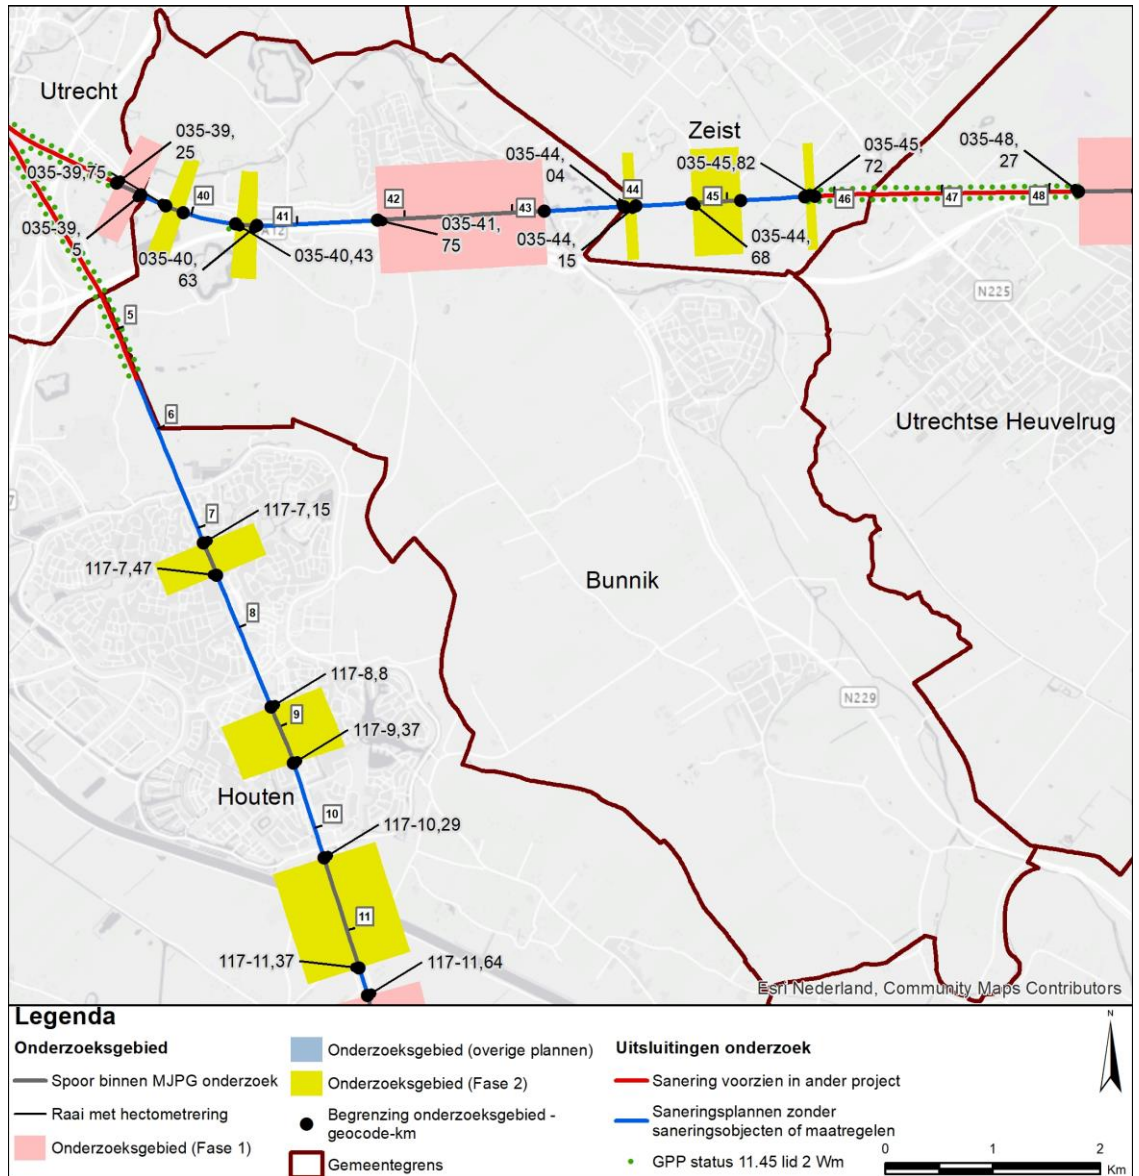 Utrecht
035-39,
25
035-39,75
035-39,
5
40
035-40,
63
41
A12
035-40,43
42
035-41,
75
43
035-44,
04
44
035-44,
15
Zeist
035-45,82
45
035-44,
68
035-45,
72
46
47
48
035-48,
27
N225
Utrechtse Heuvelrug
5
6
7
117-7,15
117-7,47
8
Bunnik
117-8,8
9
117-9,37
N229
Houten
10
117-10,29
11
117-11,37
117-11,64
Esri Nederland, Community Maps Contributors
Legenda
Onderzoeksgebied
Spoor binnen MJPG onderzoek
Raai met hectometrering
Onderzoeksgebied (Fase 1)
Onderzoeksgebied (overige plannen)
Onderzoeksgebied (Fase 2)
Begrenzing onderzoeksgebied -
geocode-km
Gemeentegrens
Uitsluitingen onderzoek
Sanering voorzien in ander project
Saneringsplannen zonder
saneringsobjecten of maatregelen
GPP status 11.45 lid 2 Wm
N
0 1 2
Km